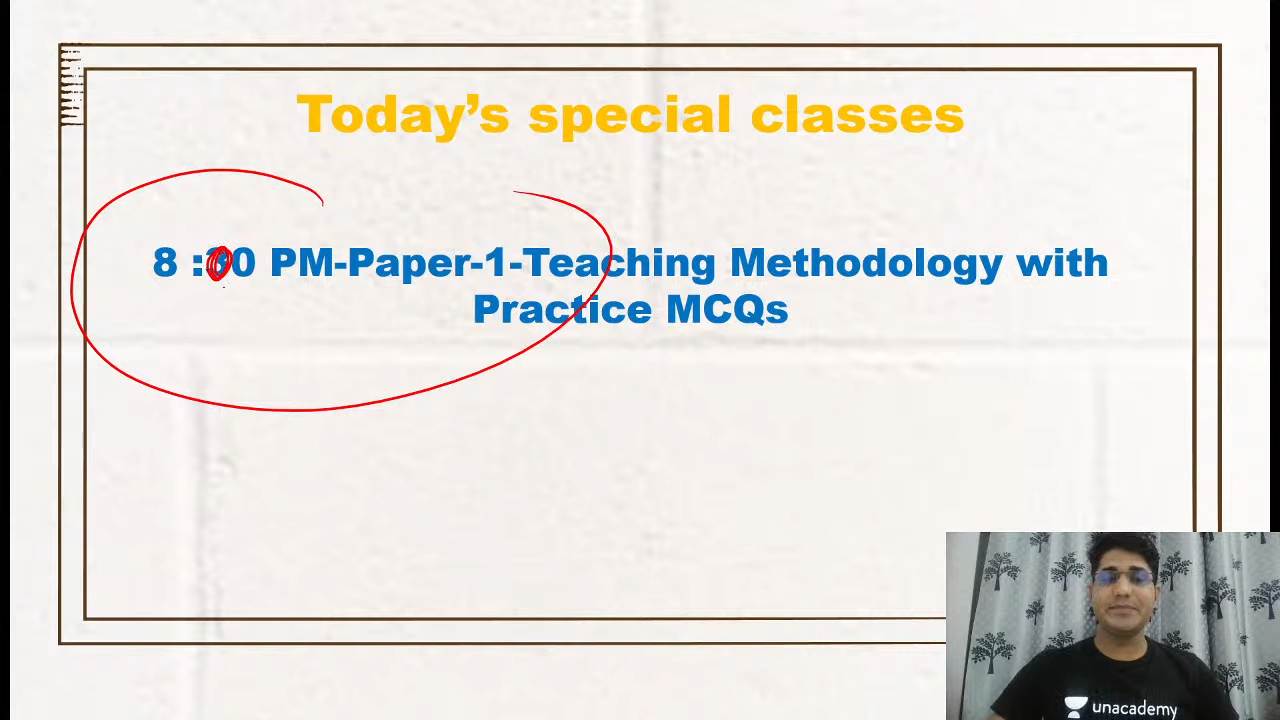 Today’s special classes
8 :00 PM-Paper-1-Teaching Methodology with
Practice MCQs
unacademy